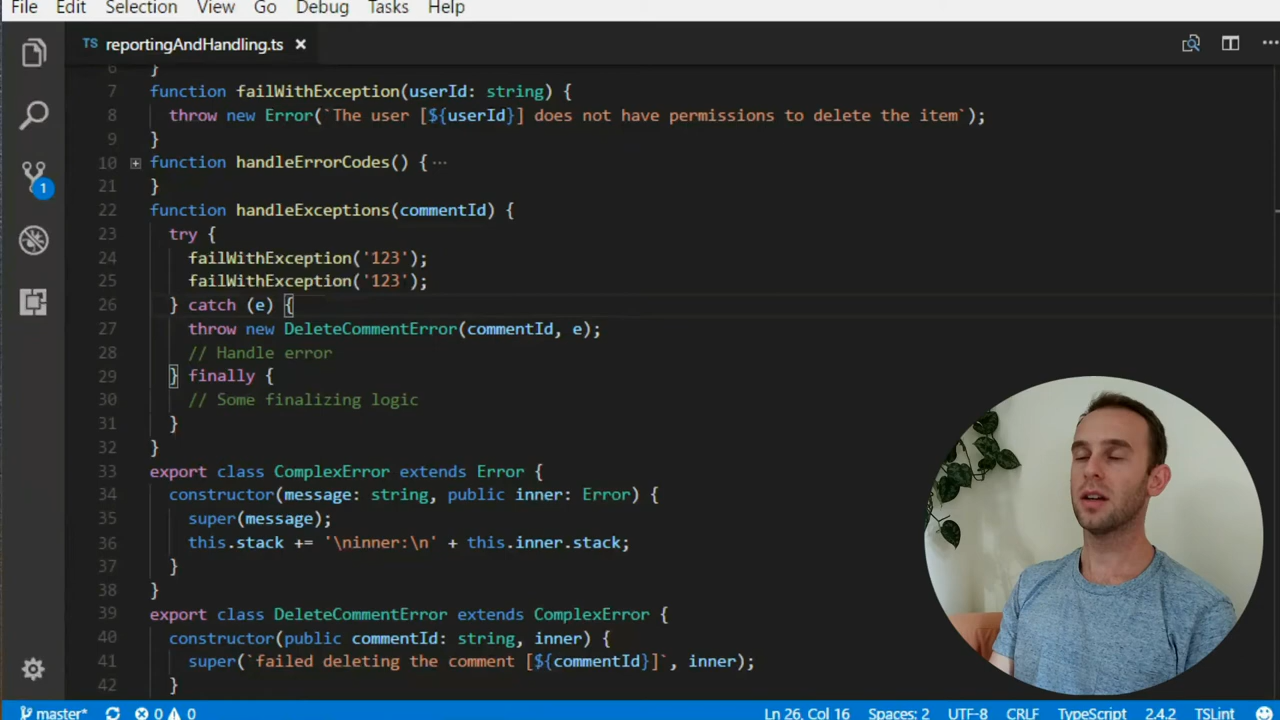 File Edit Selection View Go Debug Tasks Help
TS reportingAndHandling.ts ×
6 }
7 function failWithException(userId: string) {
8 throw new Error(`The user [${userId}] does not have permissions to delete the item`);
9 }
10 function handleErrorCodes() { ···
21 }
22 function handleExceptions(commentId) {
23 try {
24 failWithException('123');
25 failWithException('123');
26 } catch (e) {
27 throw new DeleteCommentError(commentId, e);
28 // Handle error
29 } finally {
30 // Some finalizing logic
31 }
32 }
33 export class ComplexError extends Error {
34 constructor(message: string, public inner: Error) {
35 super(message);
36 this.stack += '\ninner:\n' + this.inner.stack;
37 }
38 }
39 export class DeleteCommentError extends ComplexError {
40 constructor(public commentId: string, inner) {
41 super(`failed deleting the comment [${commentId}]`, inner);
42 }
1
master* 0 0 Ln 26, Col 16 Spaces: 2 UTF-8 CRLF TypeScript 2.4.2 TSLint